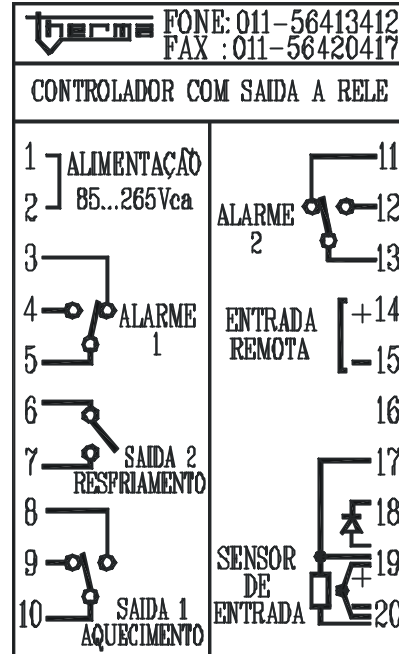 therma
FONE: 011-56413412
FAX : 011-56420417
CONTROLADOR COM SAIDA A RELE
1
2
ALIMENTAÇÃO
85...265Vca
3
4
5
ALARME
1
6
7
SAIDA 2
RESFRIAMENTO
8
9
10
SAIDA 1
AQUECIMENTO
11
12
13
ALARME
2
14
15
+
-
ENTRADA
REMOTA
16
17
18
19
20
+
SENSOR
DE
ENTRADA